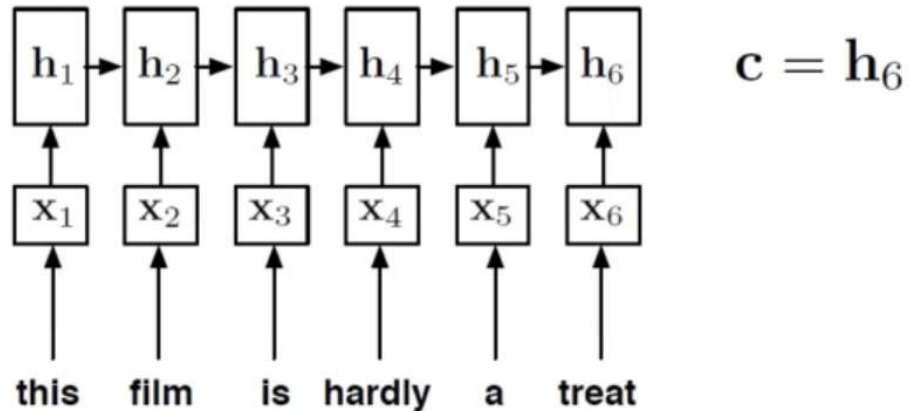 h₁ h₂ h₃ h₄ h₅ h₆ c = h₆
x₁ x₂ x₃ x₄ x₅ x₆
this film is hardly a treat